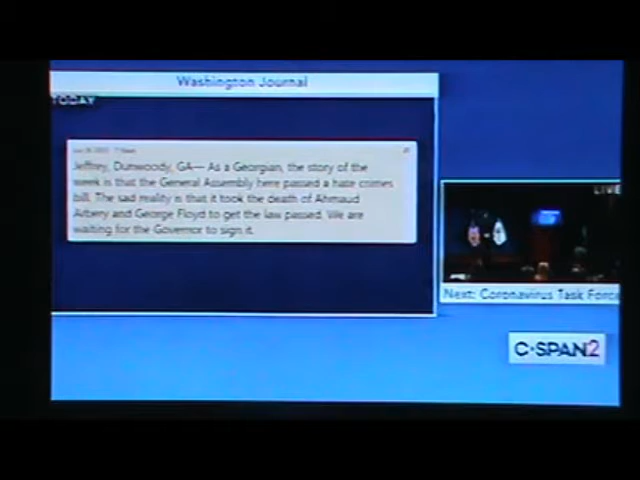 Washington Journal
TODAY
Jeffrey, Dunwoody, GA— As a Georgian, the story of the
week is that the General Assembly here passed a hate crimes
bill. The sad reality is that it took the death of Ahmaud
Arbery and George Floyd to get the law passed. We are
waiting for the Governor to sign it.
LIVE
Next: Coronavirus Task Force
C-SPAN2